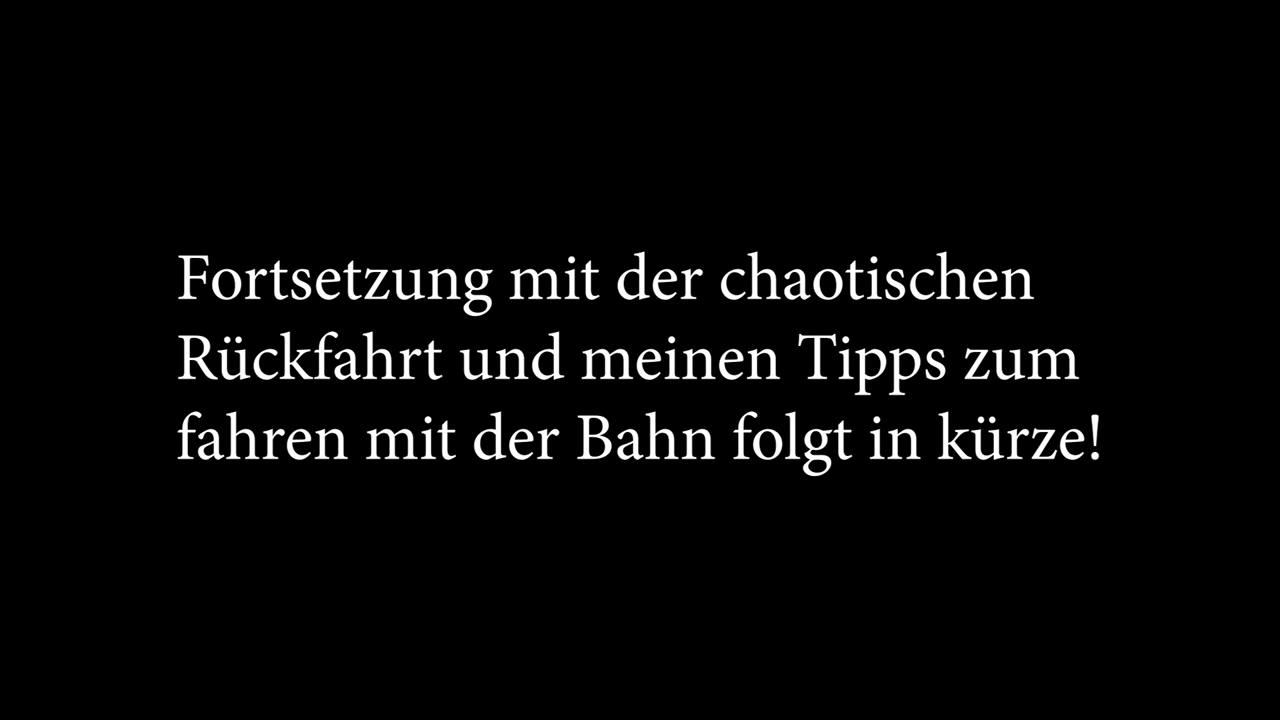 Fortsetzung mit der chaotischen
Rückfahrt und meinen Tipps zum
fahren mit der Bahn folgt in kürze!